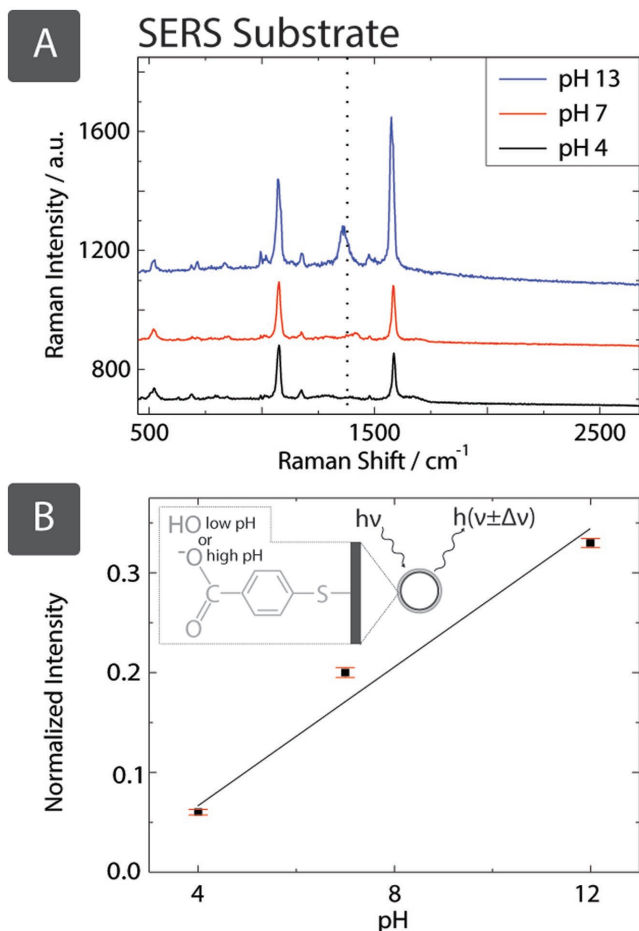 A
SERS Substrate
pH 13
pH 7
pH 4
1600
1200
800
Raman Intensity / a.u.
500
1500
2500
Raman Shift / cm⁻¹
B
HO low pH
or
⁻O high pH
C
S
O
hν
h(ν±Δν)
0.3
0.2
0.1
0.0
Normalized Intensity
4
8
12
pH